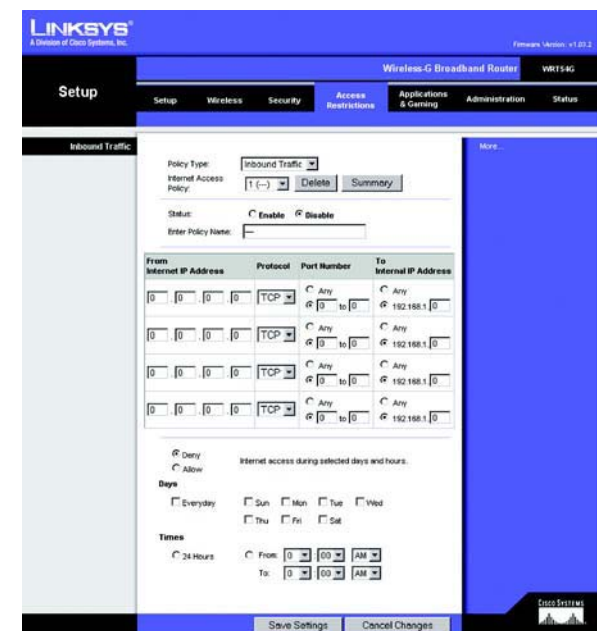 LINKSYS®
A Division of Cisco Systems, Inc.
Firmware Version: v1.03.2
Wireless-G Broadband Router WRT54G
Setup
Setup Wireless Security Access Restrictions Applications & Gaming Administration Status
Inbound Traffic
More...
Policy Type: Inbound Traffic
Internet Access Policy: 1 (---) Delete Summary
Status: Enable Disable
Enter Policy Name: ---
From Internet IP Address Protocol Port Number To Internal IP Address
Any Any
0 . 0 . 0 . 0 TCP 0 to 0 192.168.1. 0
Any Any
0 . 0 . 0 . 0 TCP 0 to 0 192.168.1. 0
Any Any
0 . 0 . 0 . 0 TCP 0 to 0 192.168.1. 0
Any Any
0 . 0 . 0 . 0 TCP 0 to 0 192.168.1. 0
Deny
Allow
Internet access during selected days and hours.
Days
Everyday Sun Mon Tue Wed
Thu Fri Sat
Times
24 Hours From: 0 : 00 AM
To: 0 : 00 AM
Save Settings Cancel Changes
CISCO SYSTEMS